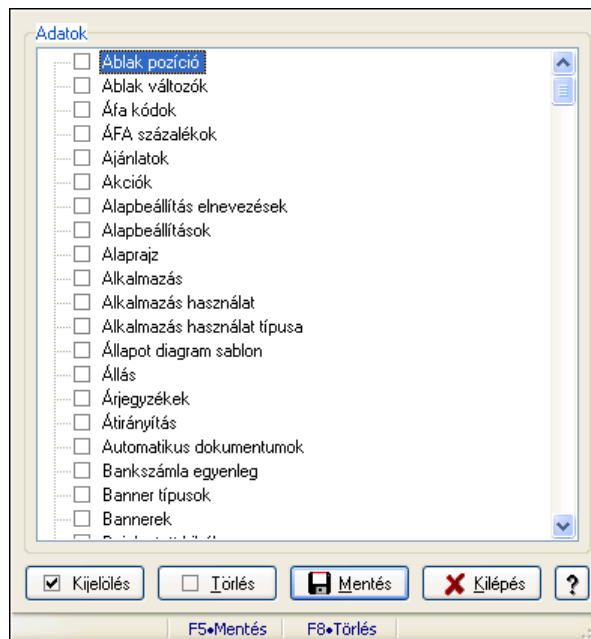 Adatok
Ablak pozíció
Ablak változók
Áfa kódok
ÁFA százalékok
Ajánlatok
Akciók
Alapbeállítás elnevezések
Alapbeállítások
Alaprajz
Alkalmazás
Alkalmazás használat
Alkalmazás használat típusa
Állapot diagram sablon
Állás
Árjegyzékek
Átirányítás
Automatikus dokumentumok
Bankszámla egyenleg
Banner típusok
Bannerek
Kijelölés Törlés Mentés Kilépés ?
F5•Mentés F8•Törlés